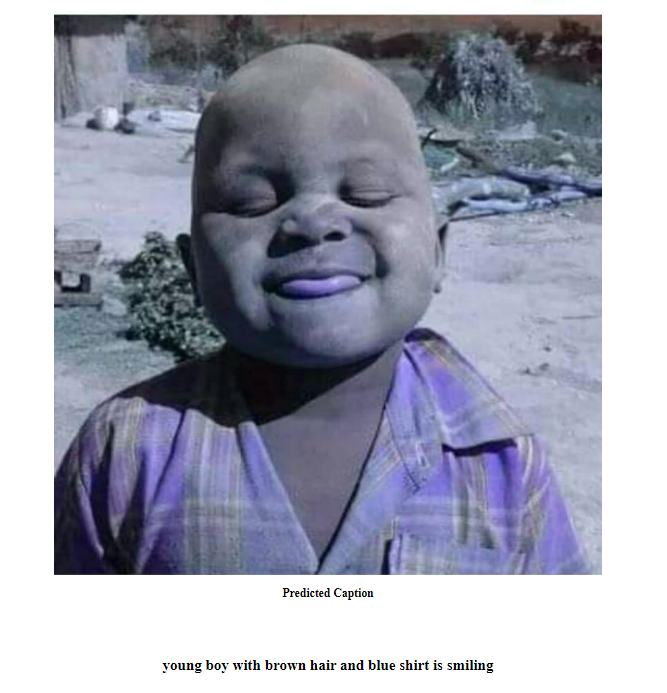 Predicted Caption
young boy with brown hair and blue shirt is smiling